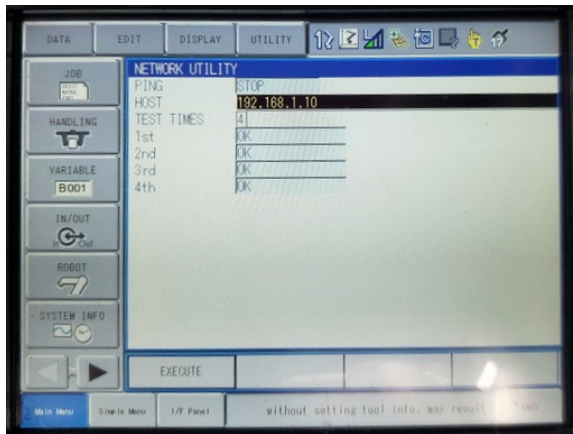 DATA EDIT DISPLAY UTILITY
JOB
HANDLING
VARIABLE
B001
IN/OUT
In Out
ROBOT
SYSTEM INFO
NETWORK UTILITY
PING STOP
HOST 192.168.1.10
TEST TIMES 4
1st OK
2nd OK
3rd OK
4th OK
EXECUTE
Main Menu Simple Menu I/F Panel without setting tool info. may result